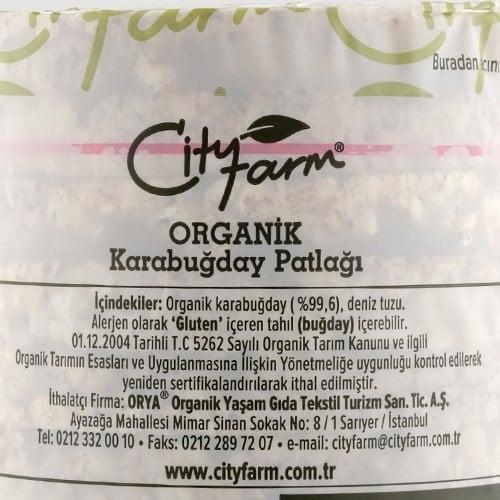 City Farm
Buradan
City farm®
ORGANİK
Karabuğday Patlağı
İçindekiler: Organik karabuğday ( %99,6), deniz tuzu.
Alerjen olarak 'Gluten' içeren tahıl (buğday) içerebilir.
01.12.2004 Tarihli T.C 5262 Sayılı Organik Tarım Kanunu ve ilgili
Organik Tarımın Esasları ve Uygulanmasına İlişkin Yönetmeliğe uygunluğu kontrol edilerek
yeniden sertifikalandırılarak ithal edilmiştir.
İthalatçı Firma: ORYA® Organik Yaşam Gıda Tekstil Turizm San. Tic. A.Ş.
Ayazağa Mahallesi Mimar Sinan Sokak No: 8 / 1 Sarıyer / İstanbul
Tel: 0212 332 00 10 • Faks: 0212 289 72 07 • e-mail: cityfarm@cityfarm.com.tr
www.cityfarm.com.tr